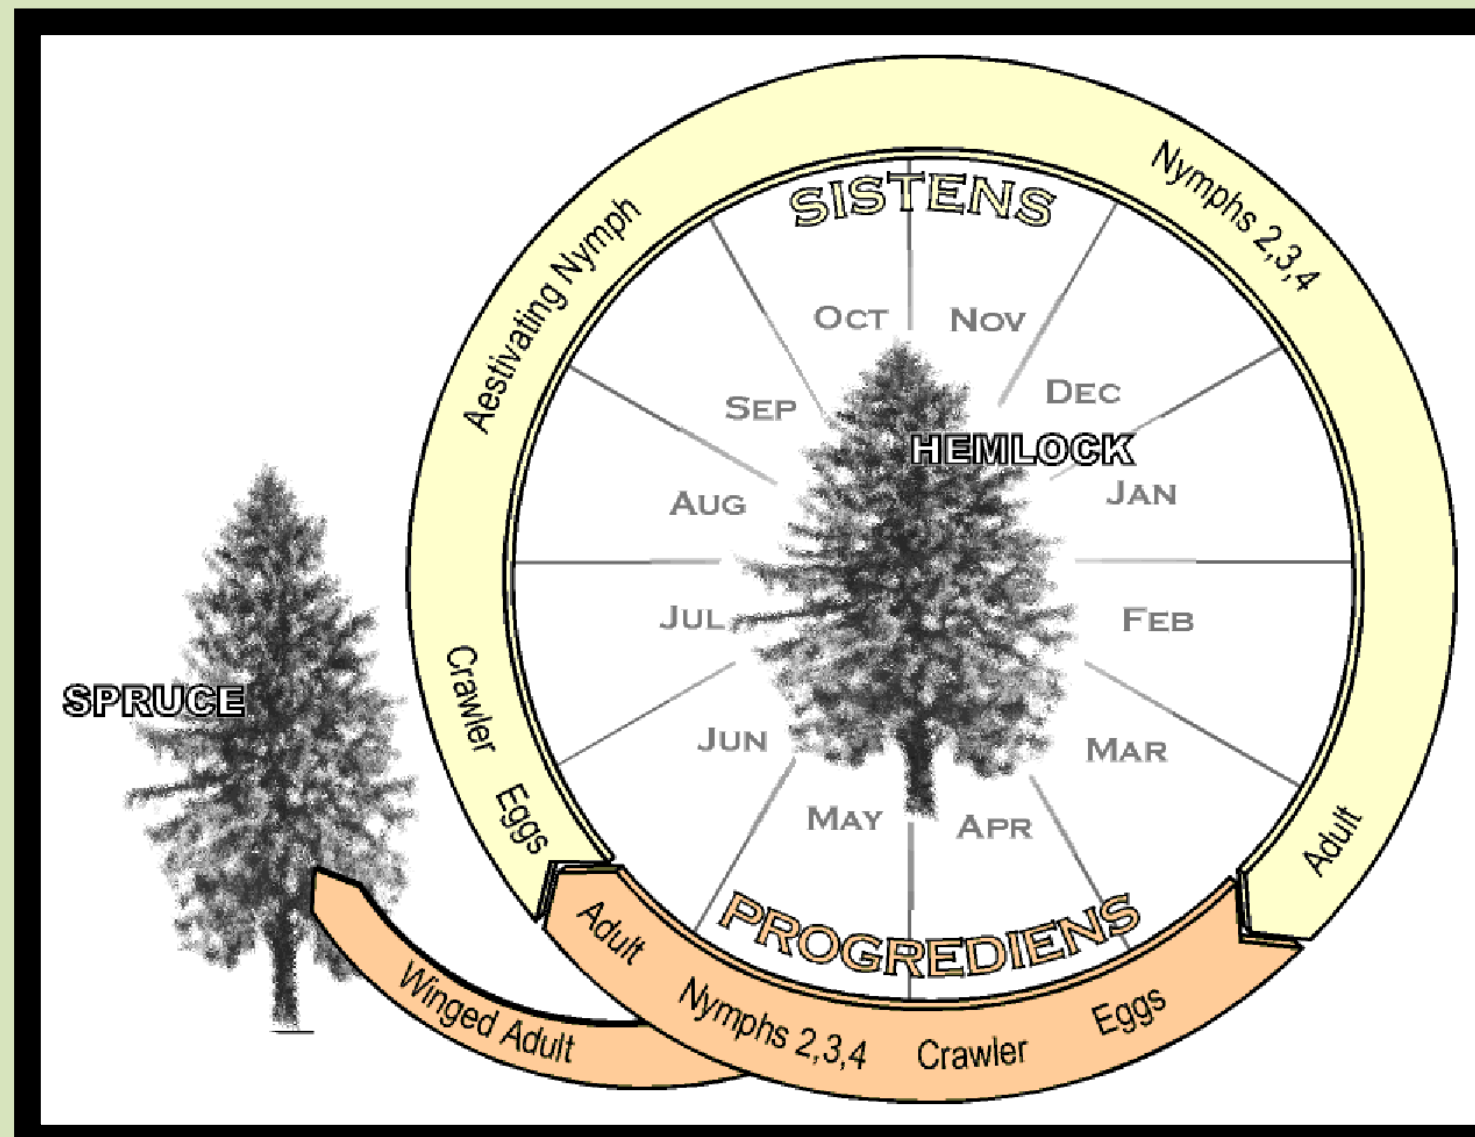 SISTENS
Nymphs 2,3,4
Aestivating Nymph
OCT
NOV
SEP
DEC
HEMLOCK
AUG
JAN
JUL
FEB
SPRUCE
Crawler
JUN
MAR
Eggs
MAY
APR
Adult
PROGREDIENS
Adult
Nymphs 2,3,4
Crawler
Eggs
Winged Adult